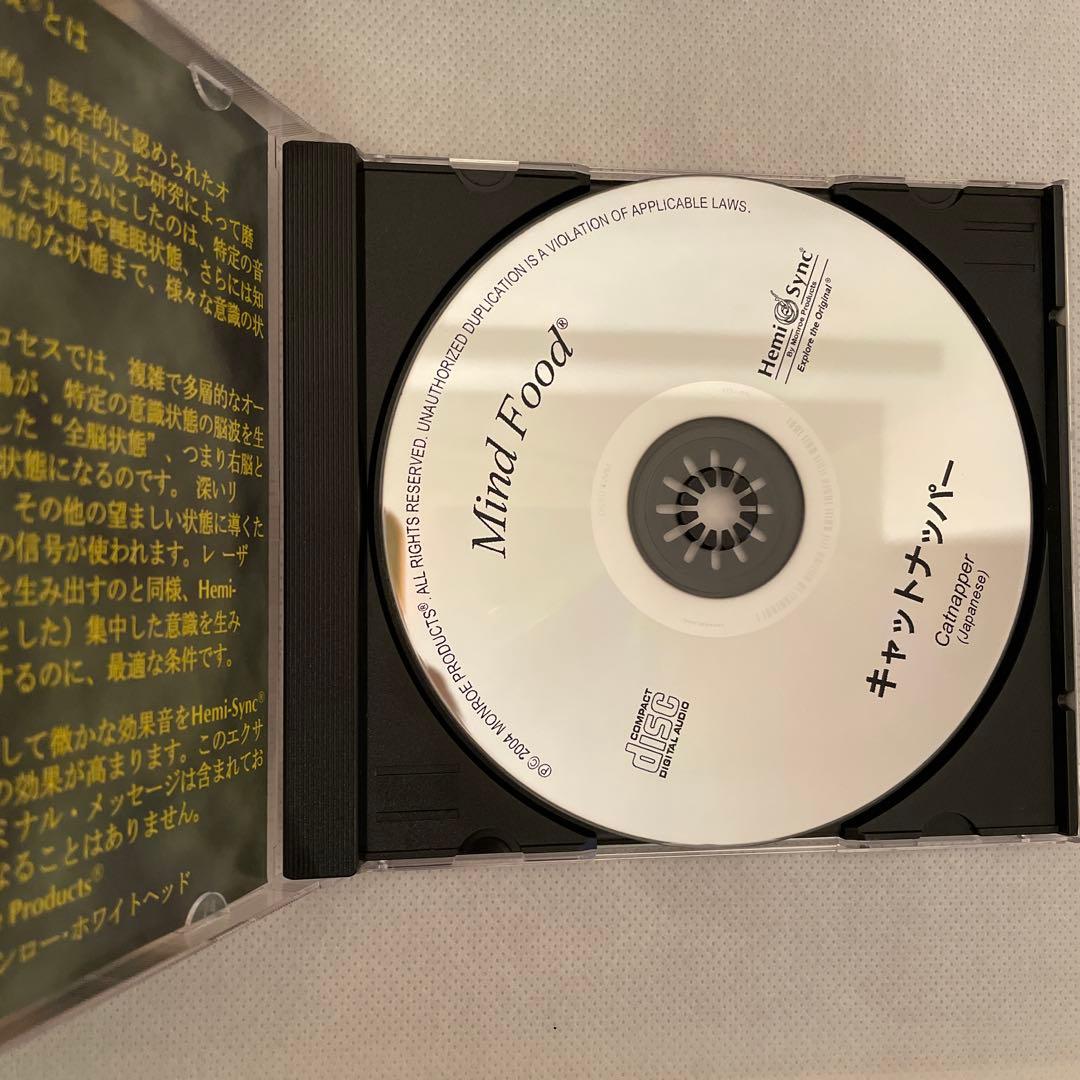 ®とは
的、医学的に認められたオ
で、50年に及ぶ研究によって磨
ちが明らかにしたのは、特定の音
した状態や睡眠状態、さらには知
常的な状態まで、様々な意識の状
ロセスでは、複雑で多層的なオー
が、特定の意識状態の脳波を生
した“全脳状態”、つまり右脳と
状態になるのです。 深いリ
、その他の望ましい状態に導くた
の信号が使われます。レーザ
を生み出すのと同様、Hemi-
とした）集中した意識を生み
するのに、最適な条件です。
して微かな効果音をHemi-Sync®
の効果が高まります。このエクサ
ミナル・メッセージは含まれてお
なることはありません。
Products®
ンロー・ホワイトヘッド
Mind Food®
Hemi Sync®
By Monroe Products
Explore the Original®
キャットナッパー
Catnapper
(Japanese)
COMPACT
disc
DIGITAL AUDIO
℗© 2004 MONROE PRODUCTS®. ALL RIGHTS RESERVED. UNAUTHORIZED DUPLICATION IS A VIOLATION OF APPLICABLE LAWS.